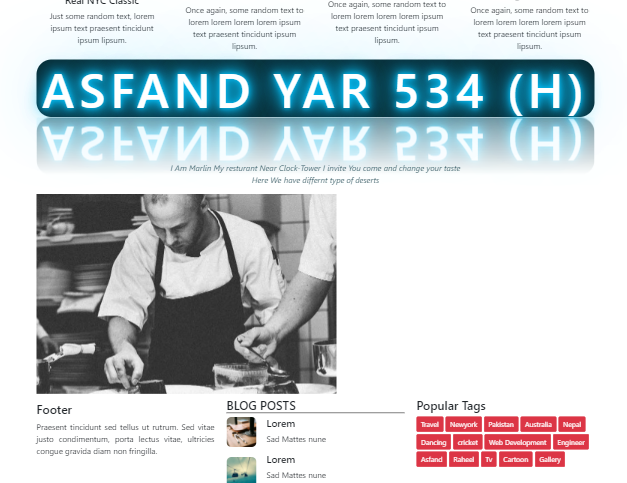 Real NYC Classic
Just some random text, lorem
ipsum text praesent tincidunt
ipsum lipsum.
Once again, some random text to
lorem lorem lorem lorem ipsum
text praesent tincidunt ipsum
lipsum.
Once again, some random text to
lorem lorem lorem lorem ipsum
text praesent tincidunt ipsum
lipsum.
Once again, some random text to
lorem lorem lorem lorem ipsum
text praesent tincidunt ipsum
lipsum.
ASFAND YAR 534 (H)
ASFAND YAR 534 (H)
I Am Marlin My resturant Near Clock-Tower I invite You come and change your taste
Here We have differnt type of deserts
Footer
Praesent tincidunt sed tellus ut rutrum. Sed vitae
justo condimentum, porta lectus vitae, ultricies
congue gravida diam non fringilla.
BLOG POSTS
Lorem
Sad Mattes nune
Lorem
Sad Mattes nune
Popular Tags
Travel Newyork Pakistan Australia Nepal
Dancing cricket Web Development Engineer
Asfand Raheel Tv Cartoon Gallery